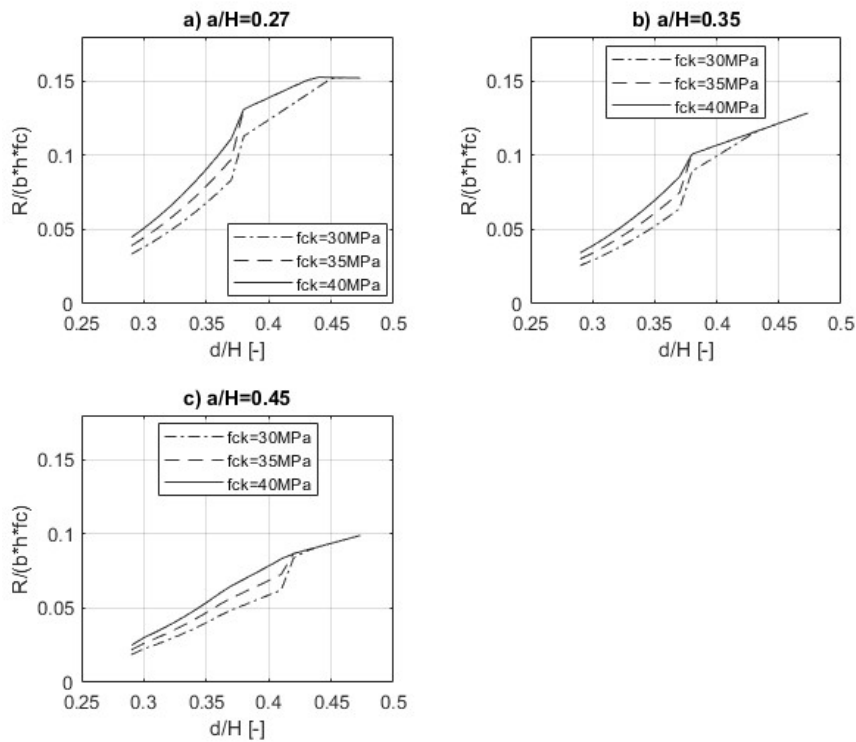 a) a/H=0.27
R/(b*h*fc)
0.15
0.1
0.05
0
fck=30MPa
fck=35MPa
fck=40MPa
0.25 0.3 0.35 0.4 0.45 0.5
d/H [-]
b) a/H=0.35
R/(b*h*fc)
0.15
0.1
0.05
0
fck=30MPa
fck=35MPa
fck=40MPa
0.25 0.3 0.35 0.4 0.45 0.5
d/H [-]
c) a/H=0.45
R/(b*h*fc)
0.15
0.1
0.05
0
fck=30MPa
fck=35MPa
fck=40MPa
0.25 0.3 0.35 0.4 0.45 0.5
d/H [-]